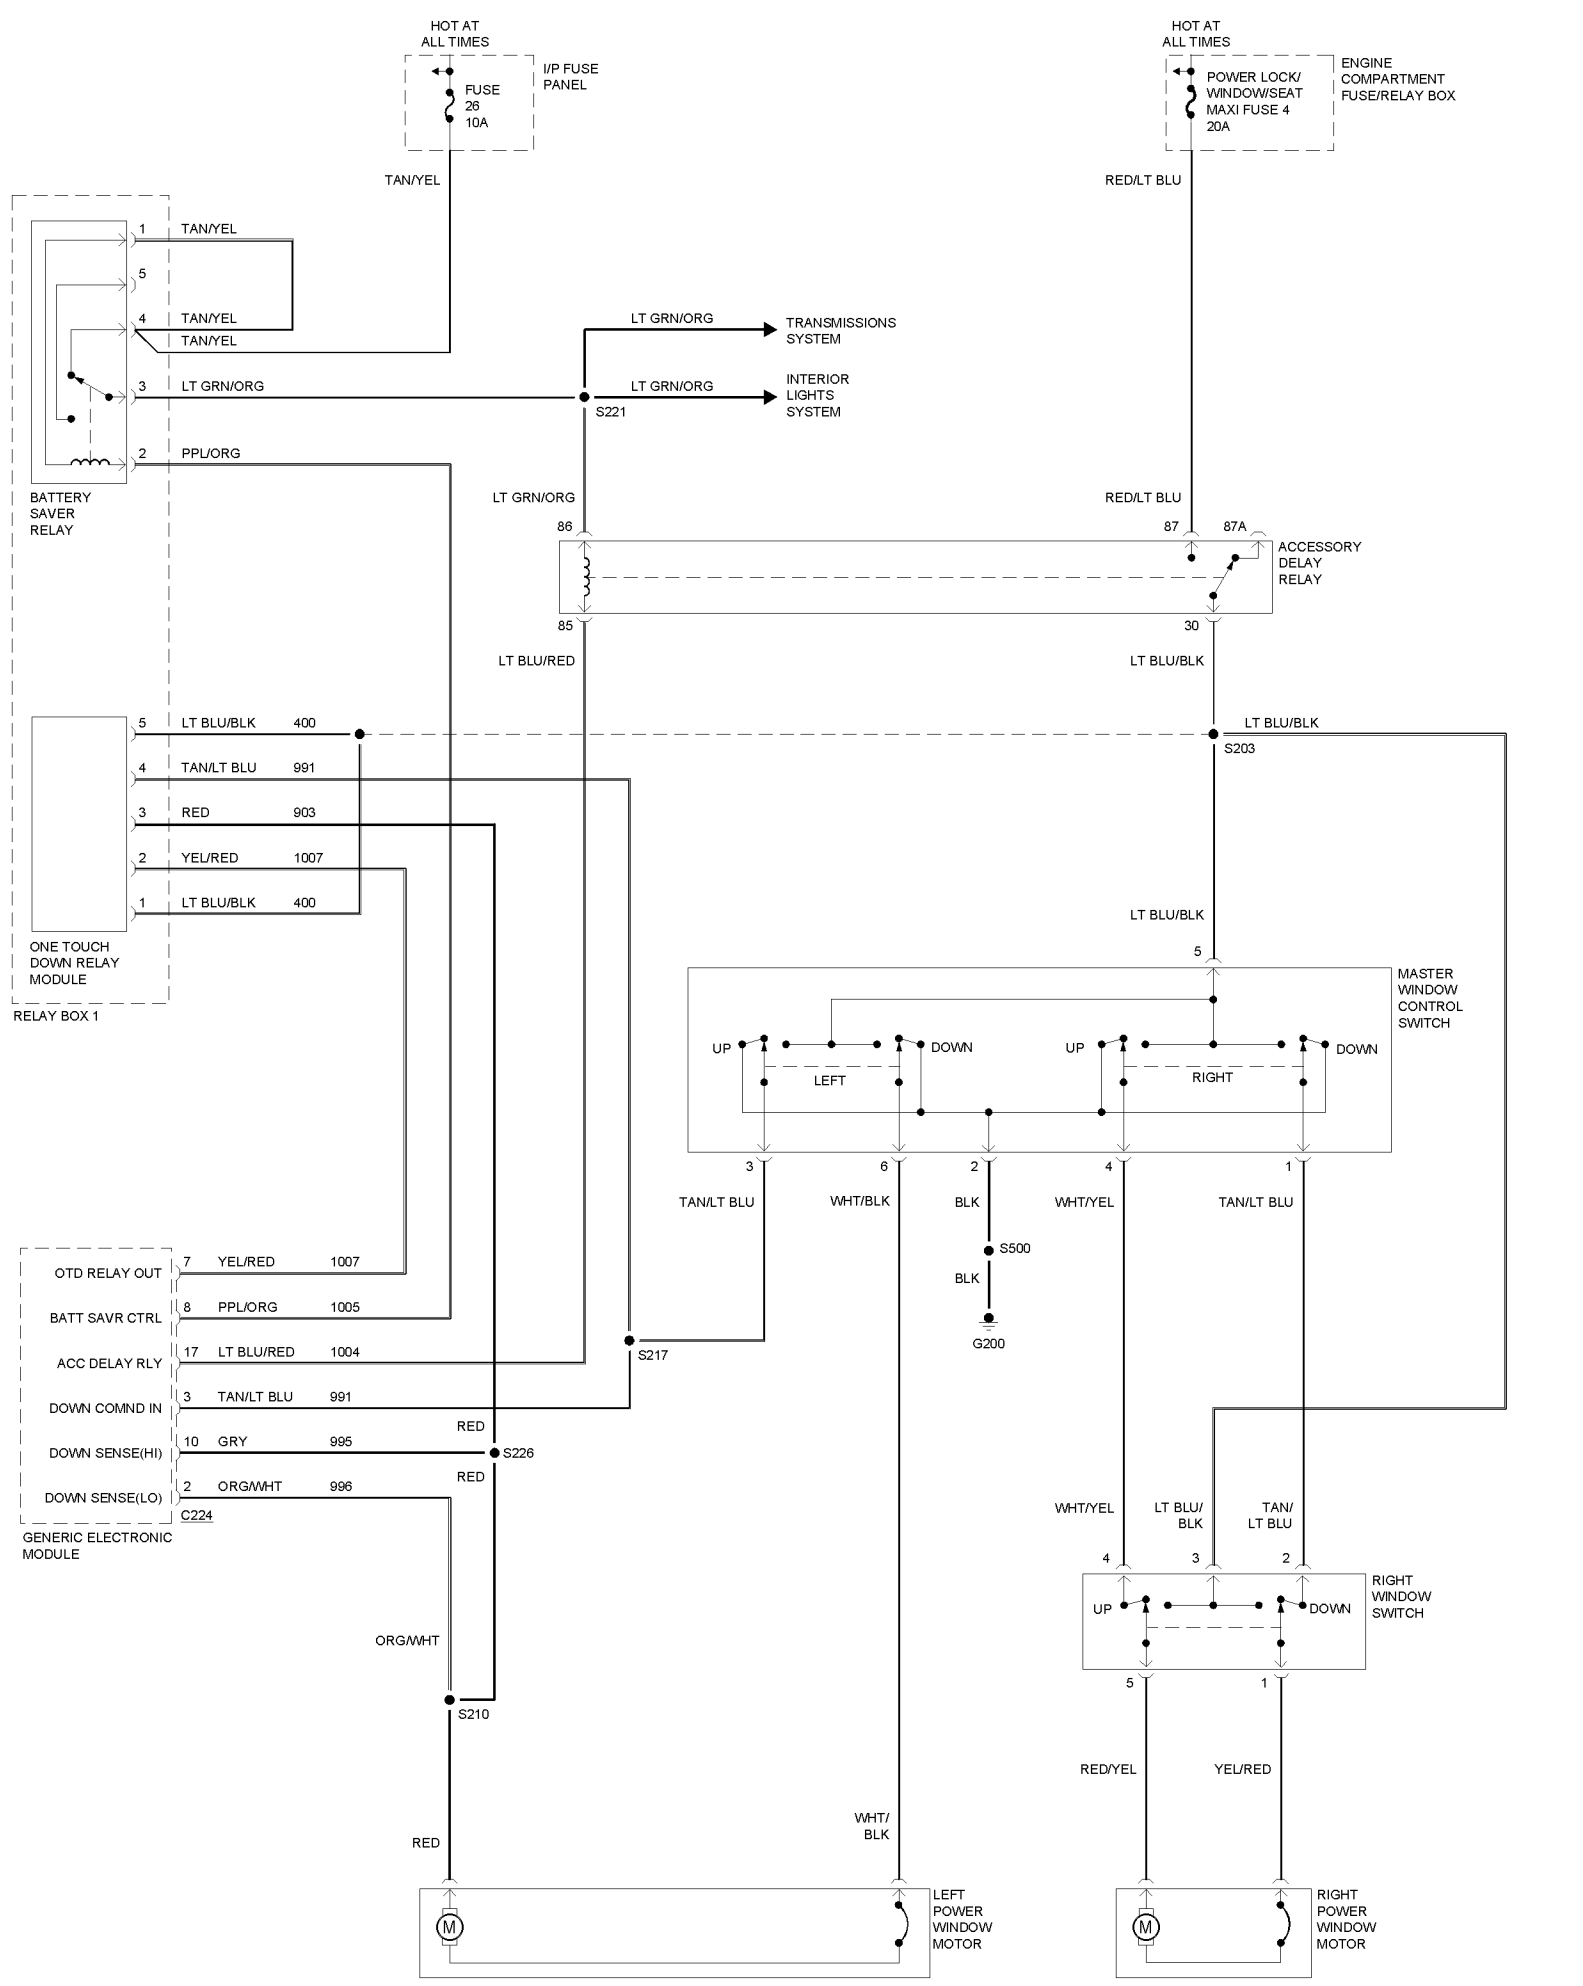 HOT AT
ALL TIMES
I/P FUSE
PANEL
FUSE
26
10A
HOT AT
ALL TIMES
POWER LOCK/
WINDOW/SEAT
MAXI FUSE 4
20A
ENGINE
COMPARTMENT
FUSE/RELAY BOX
TAN/YEL
RED/LT BLU
1 TAN/YEL
5
4 TAN/YEL
TAN/YEL
3 LT GRN/ORG
2 PPL/ORG
BATTERY
SAVER
RELAY
LT GRN/ORG
TRANSMISSIONS
SYSTEM
LT GRN/ORG
INTERIOR
LIGHTS
SYSTEM
S221
LT GRN/ORG
RED/LT BLU
86
87
87A
ACCESSORY
DELAY
RELAY
85
30
LT BLU/RED
LT BLU/BLK
5 LT BLU/BLK 400
4 TAN/LT BLU 991
3 RED 903
2 YEL/RED 1007
1 LT BLU/BLK 400
ONE TOUCH
DOWN RELAY
MODULE
RELAY BOX 1
LT BLU/BLK
S203
LT BLU/BLK
5
MASTER
WINDOW
CONTROL
SWITCH
UP
DOWN
LEFT
UP
DOWN
RIGHT
3
6
2
4
1
TAN/LT BLU
WHT/BLK
BLK
WHT/YEL
TAN/LT BLU
S500
BLK
G200
OTD RELAY OUT 7 YEL/RED 1007
BATT SAVR CTRL 8 PPL/ORG 1005
ACC DELAY RLY 17 LT BLU/RED 1004
DOWN COMND IN 3 TAN/LT BLU 991
DOWN SENSE(HI) 10 GRY 995
DOWN SENSE(LO) 2 ORG/WHT 996
C224
GENERIC ELECTRONIC
MODULE
S217
RED
S226
RED
WHT/YEL
LT BLU/
BLK
TAN/
LT BLU
4
3
2
RIGHT
WINDOW
SWITCH
UP
DOWN
5
1
ORG/WHT
S210
RED/YEL
YEL/RED
WHT/
BLK
RED
M
LEFT
POWER
WINDOW
MOTOR
M
RIGHT
POWER
WINDOW
MOTOR